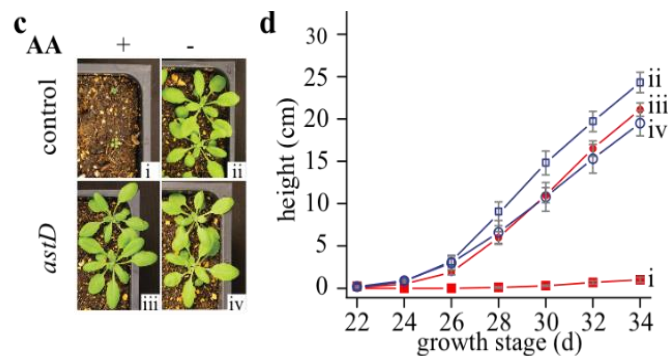 c
AA + -
control
i
ii
astD
iii
iv
d
height (cm)
30
25
20
15
10
5
0
ii
iii
iv
i
22 24 26 28 30 32 34
growth stage (d)